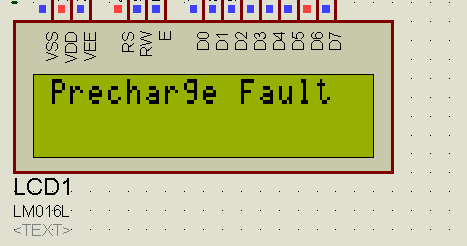 VSS VDD VEE RS RW E D0 D1 D2 D3 D4 D5 D6 D7
Precharge Fault
LCD1
LM016L
<TEXT>